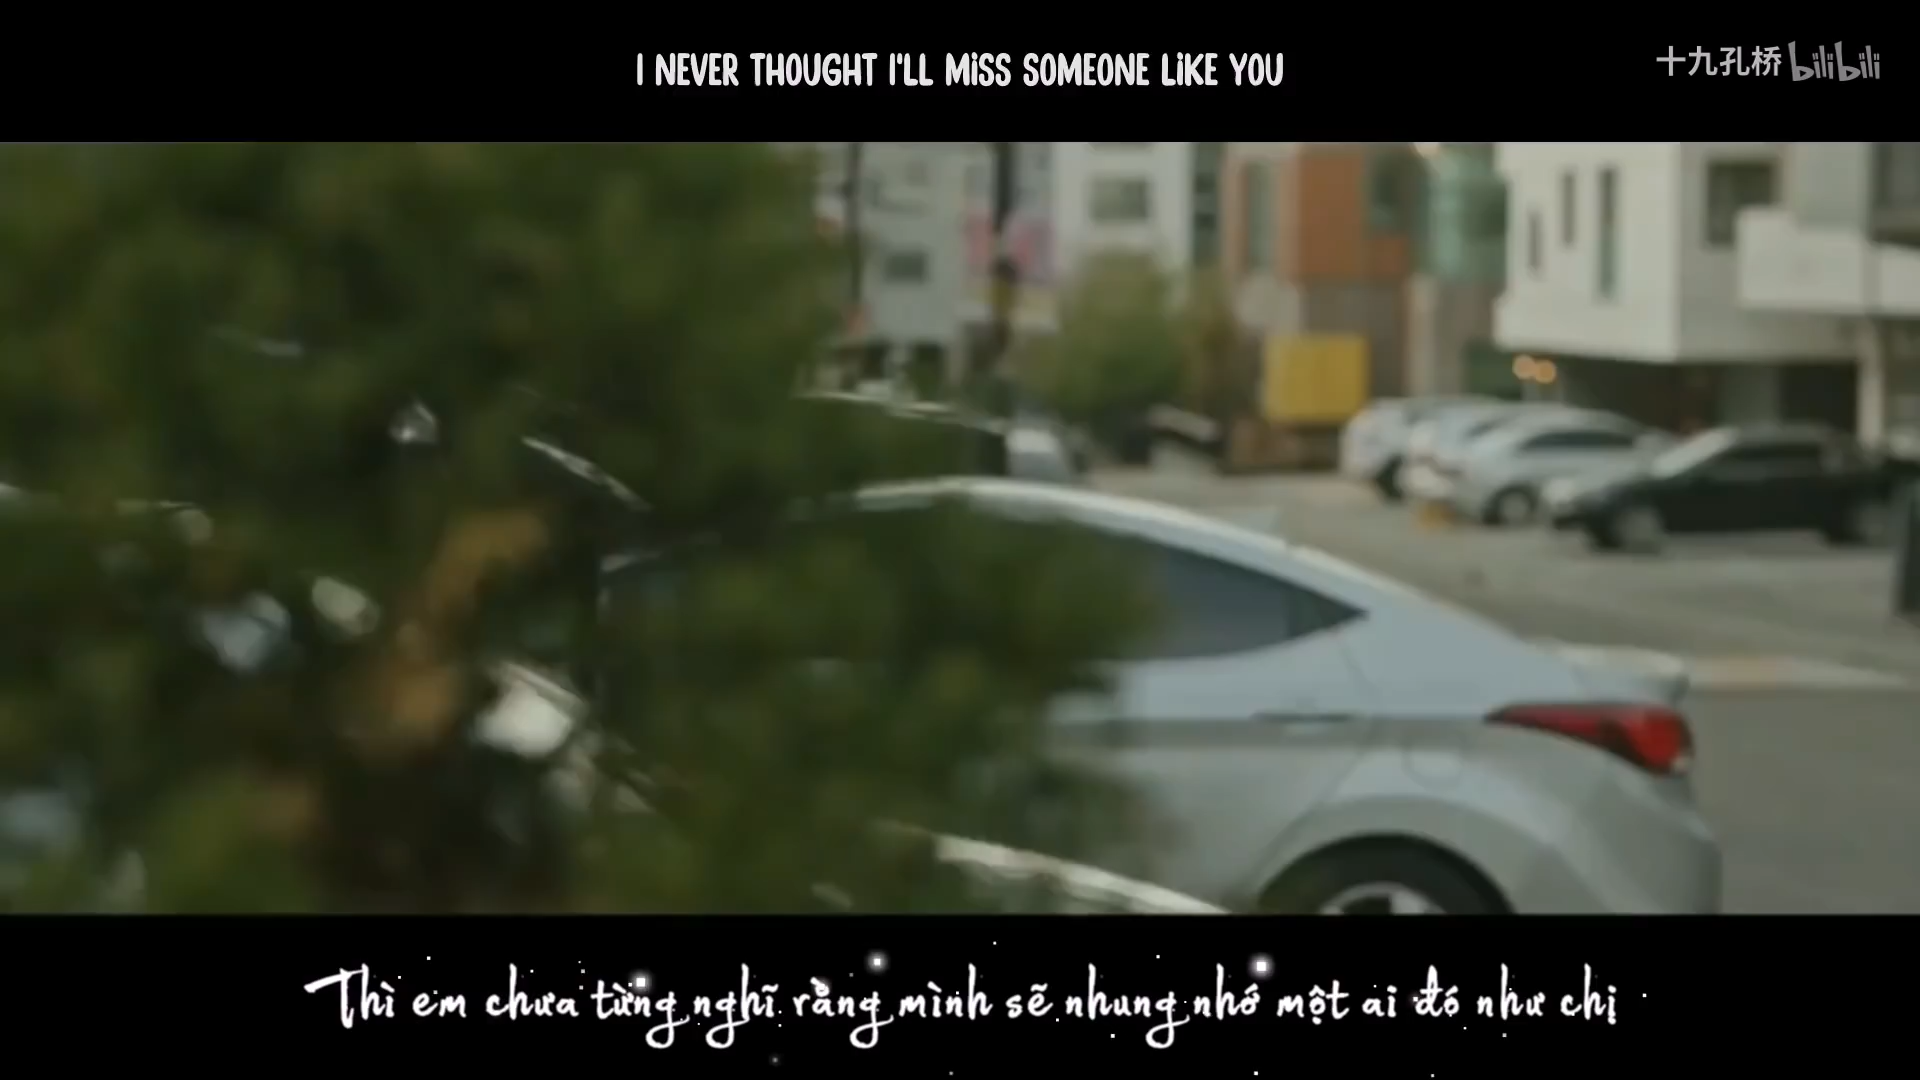 I NEVER THOUGHT I'LL MISS SOMEONE LIKE YOU
十九孔桥 bilibili
Thì em chưa từng nghĩ rằng mình sẽ nhung nhớ một ai đó như chị